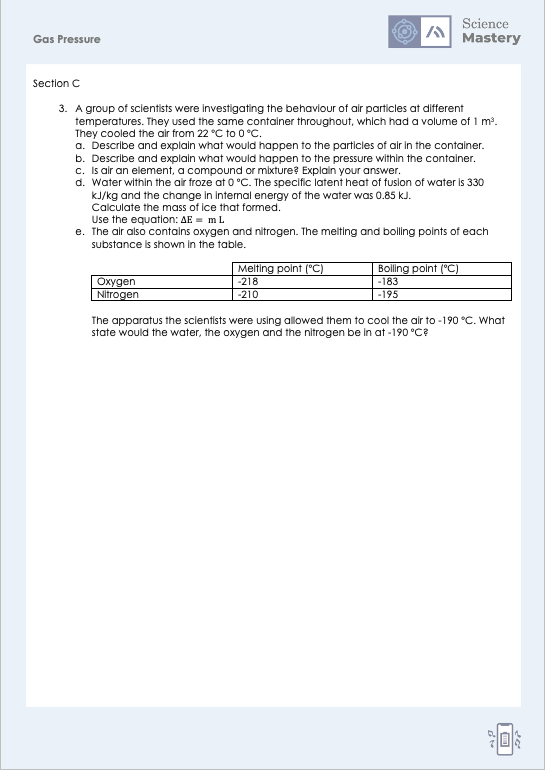 Gas Pressure
Science
Mastery
Section C
3. A group of scientists were investigating the behaviour of air particles at different
temperatures. They used the same container throughout, which had a volume of 1 m³.
They cooled the air from 22 °C to 0 °C.
a. Describe and explain what would happen to the particles of air in the container.
b. Describe and explain what would happen to the pressure within the container.
c. Is air an element, a compound or mixture? Explain your answer.
d. Water within the air froze at 0 °C. The specific latent heat of fusion of water is 330
kJ/kg and the change in internal energy of the water was 0.85 kJ.
Calculate the mass of ice that formed.
Use the equation: ΔE = m L
e. The air also contains oxygen and nitrogen. The melting and boiling points of each
substance is shown in the table.
Melting point (°C) Boiling point (°C)
Oxygen -218 -183
Nitrogen -210 -195
The apparatus the scientists were using allowed them to cool the air to -190 °C. What
state would the water, the oxygen and the nitrogen be in at -190 °C?